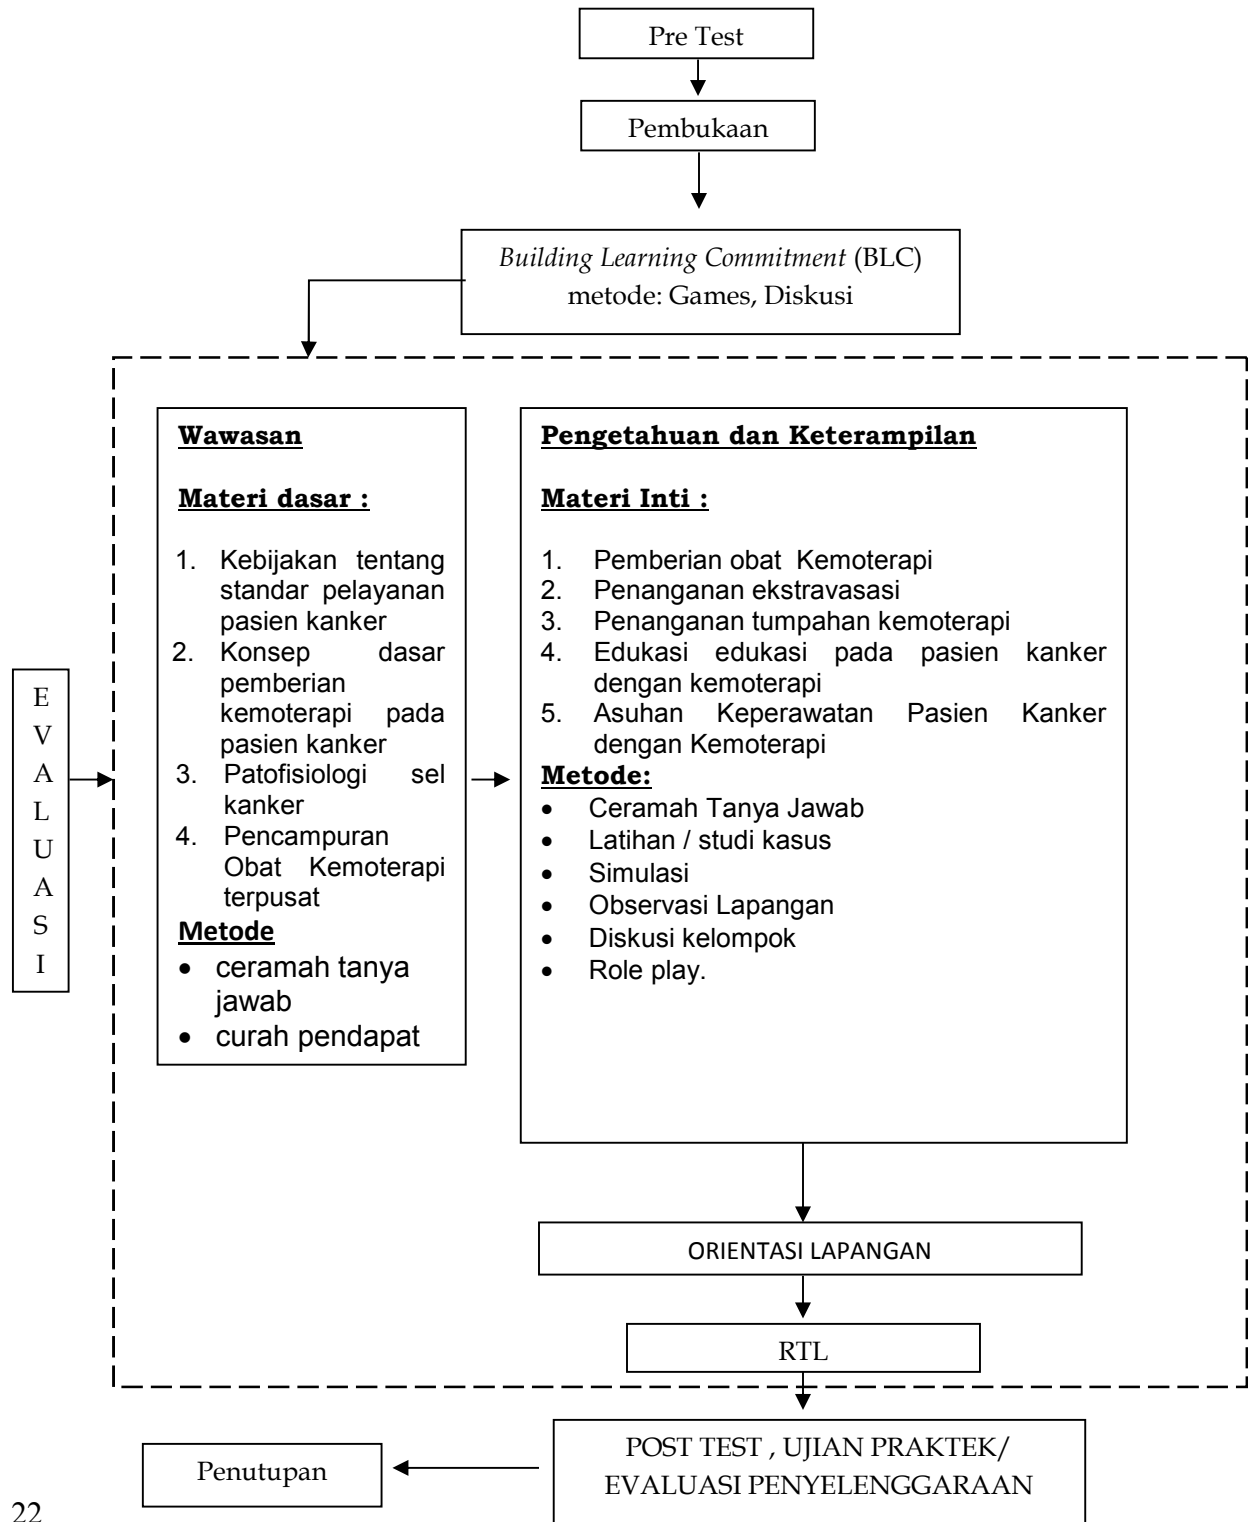 Pre Test
Pembukaan
Building Learning Commitment (BLC)
metode: Games, Diskusi
E
V
A
L
U
A
S
I
Wawasan
Materi dasar :
1. Kebijakan tentang
standar pelayanan
pasien kanker
2. Konsep dasar
pemberian
kemoterapi pada
pasien kanker
3. Patofisiologi sel
kanker
4. Pencampuran
Obat Kemoterapi
terpusat
Metode
• ceramah tanya
jawab
• curah pendapat
Pengetahuan dan Keterampilan
Materi Inti :
1. Pemberian obat Kemoterapi
2. Penanganan ekstravasasi
3. Penanganan tumpahan kemoterapi
4. Edukasi edukasi pada pasien kanker
dengan kemoterapi
5. Asuhan Keperawatan Pasien Kanker
dengan Kemoterapi
Metode:
• Ceramah Tanya Jawab
• Latihan / studi kasus
• Simulasi
• Observasi Lapangan
• Diskusi kelompok
• Role play.
ORIENTASI LAPANGAN
RTL
POST TEST , UJIAN PRAKTEK/
EVALUASI PENYELENGGARAAN
Penutupan
22